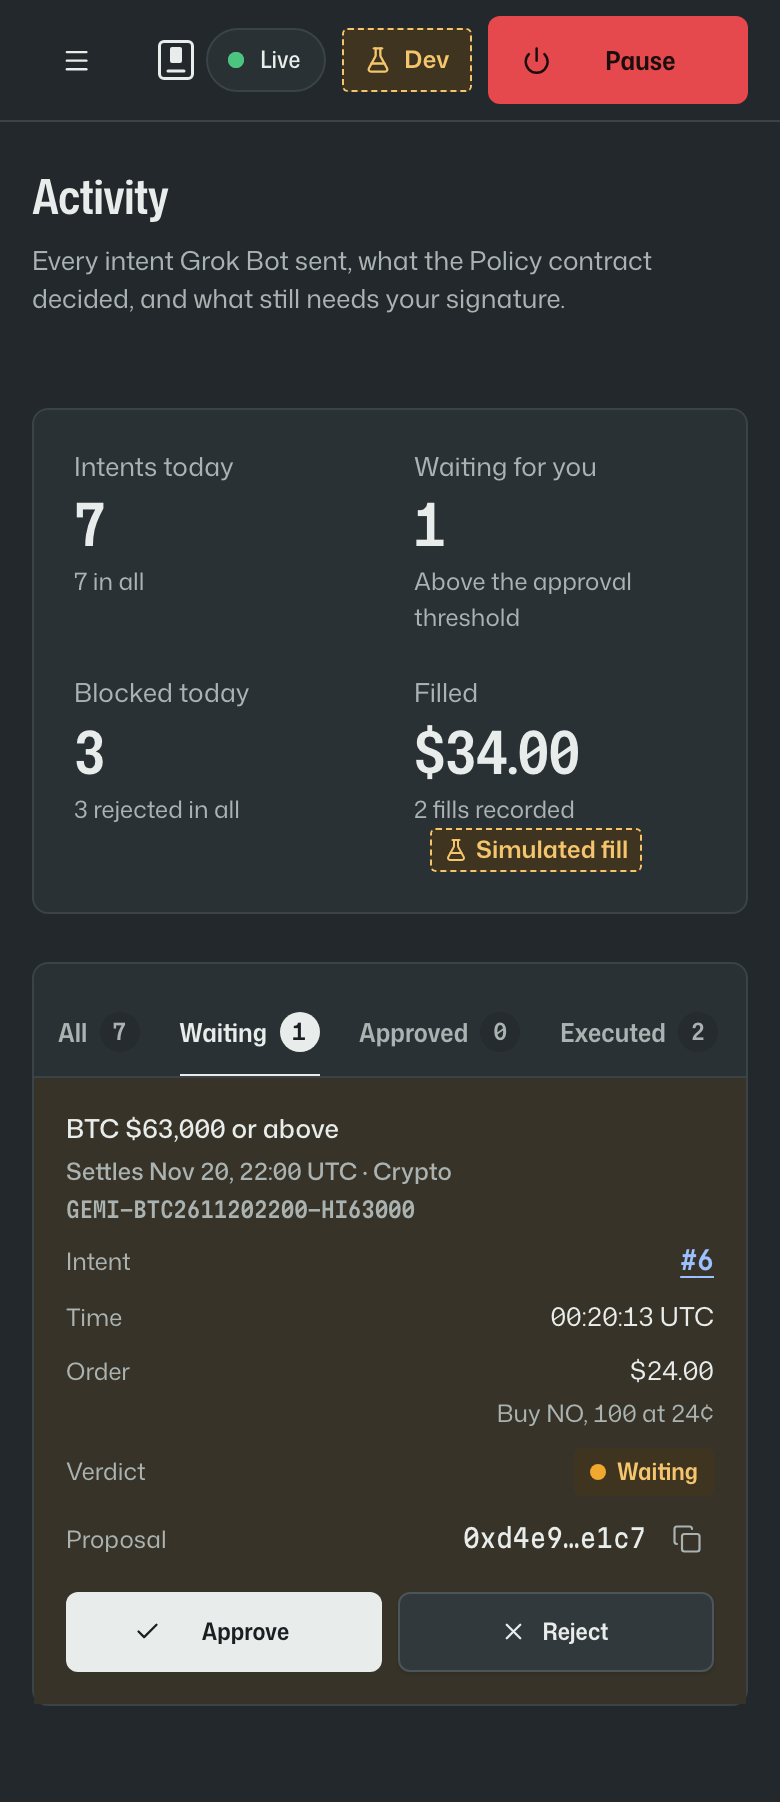 Live
Dev
Pause
Activity
Every intent Grok Bot sent, what the Policy contract
decided, and what still needs your signature.
Intents today
7
7 in all
Waiting for you
1
Above the approval
threshold
Blocked today
3
3 rejected in all
Filled
$34.00
2 fills recorded
Simulated fill
All 7 Waiting 1 Approved 0 Executed 2
BTC $63,000 or above
Settles Nov 20, 22:00 UTC · Crypto
GEMI-BTC2611202200-HI63000
Intent #6
Time 00:20:13 UTC
Order $24.00
Buy NO, 100 at 24¢
Verdict Waiting
Proposal 0xd4e9…e1c7
Approve Reject